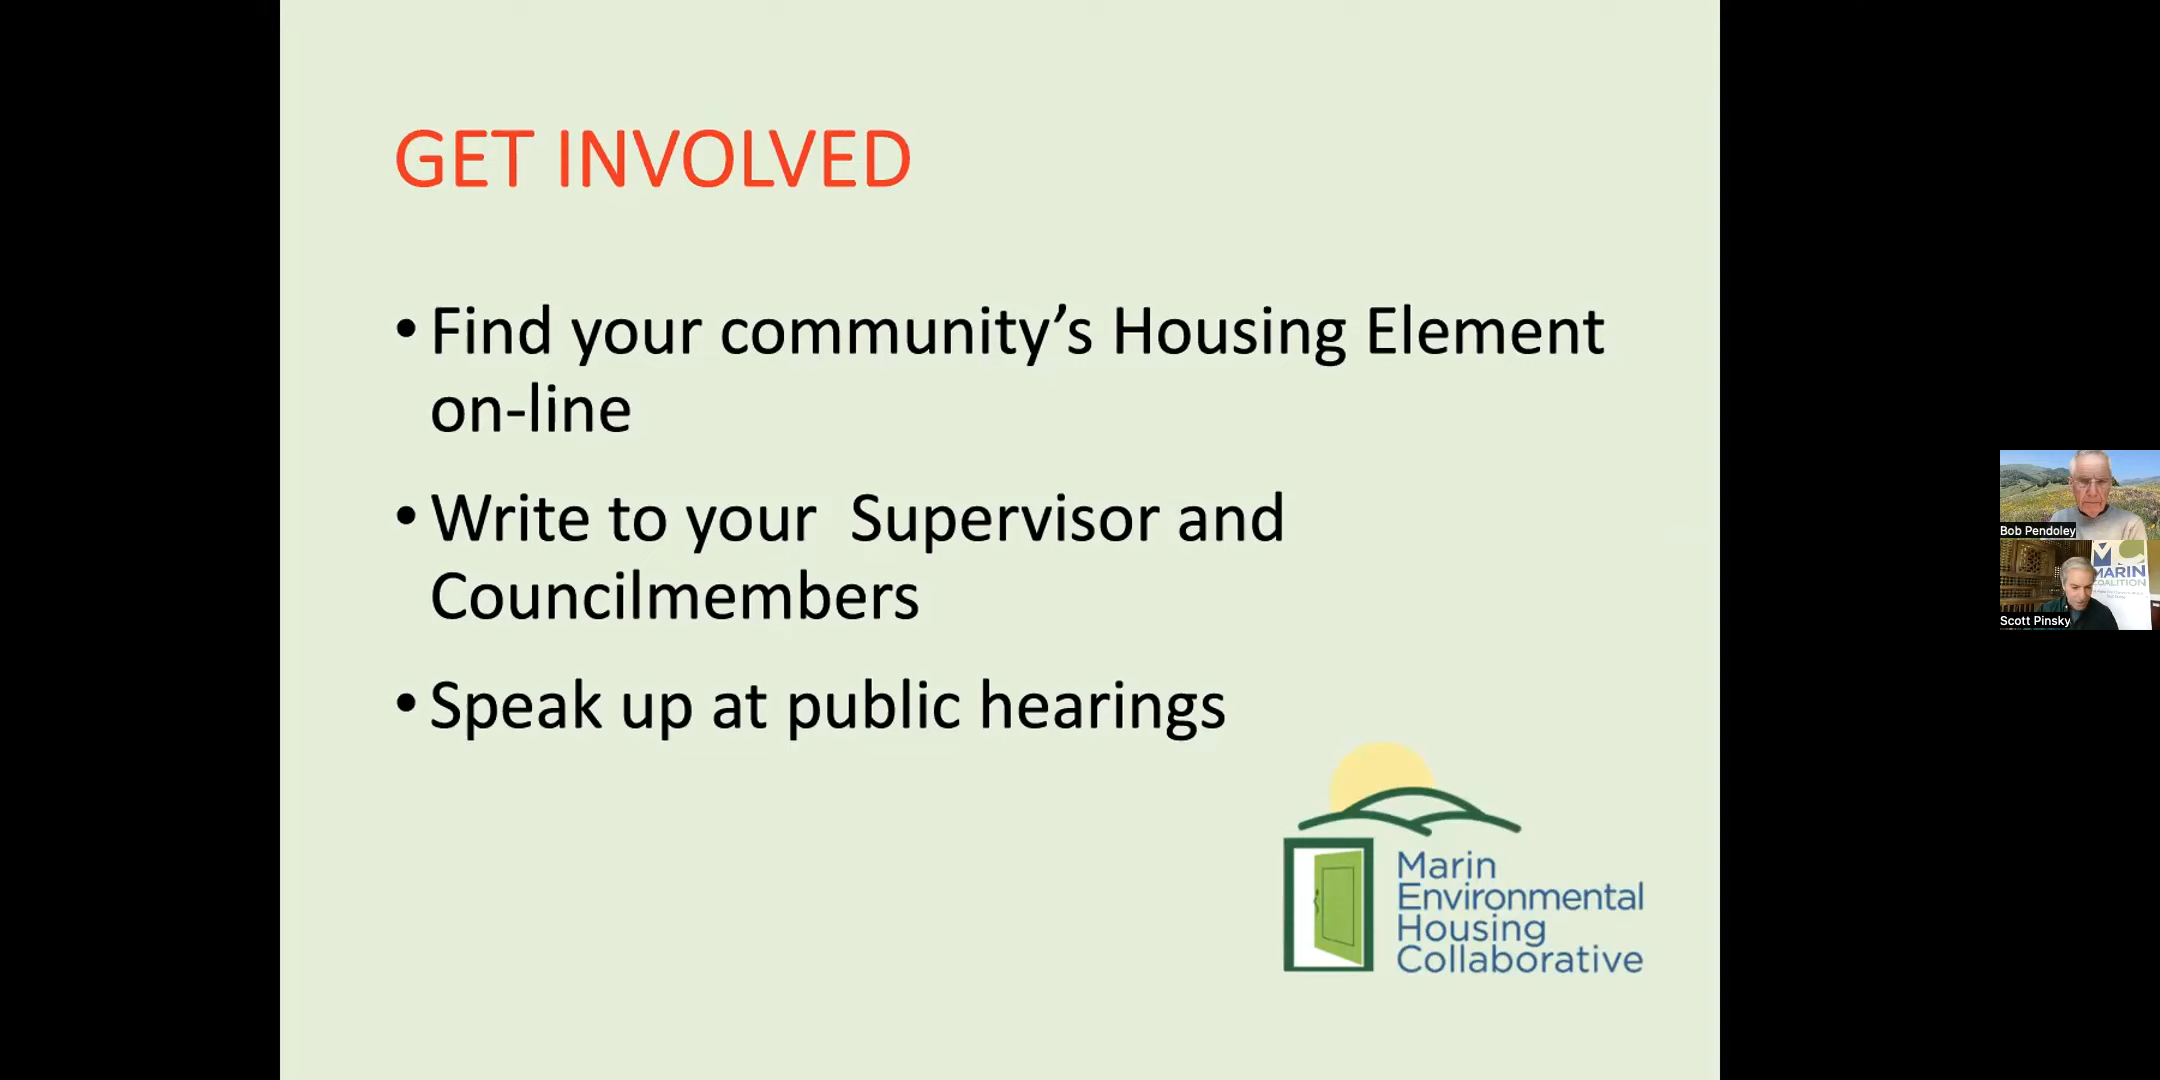 GET INVOLVED
• Find your community’s Housing Element
on-line
• Write to your  Supervisor and
Councilmembers
• Speak up at public hearings
Marin
Environmental
Housing
Collaborative
Bob Pendoley
MARIN
COALITION
Scott Pinsky